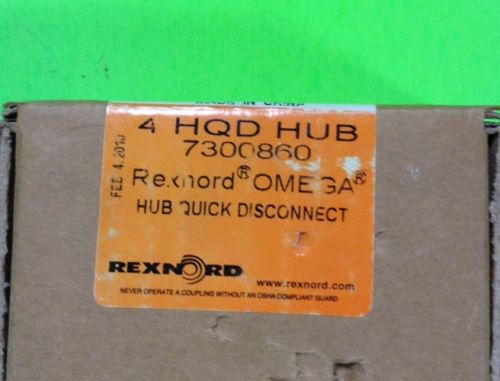 MADE IN CHINA
4 HQD HUB
7300860
FEB 4, 2010
Rexnord® OMEGA®
HUB QUICK DISCONNECT
REXNORD
www.rexnord.com
NEVER OPERATE A COUPLING WITHOUT AN OSHA COMPLIANT GUARD